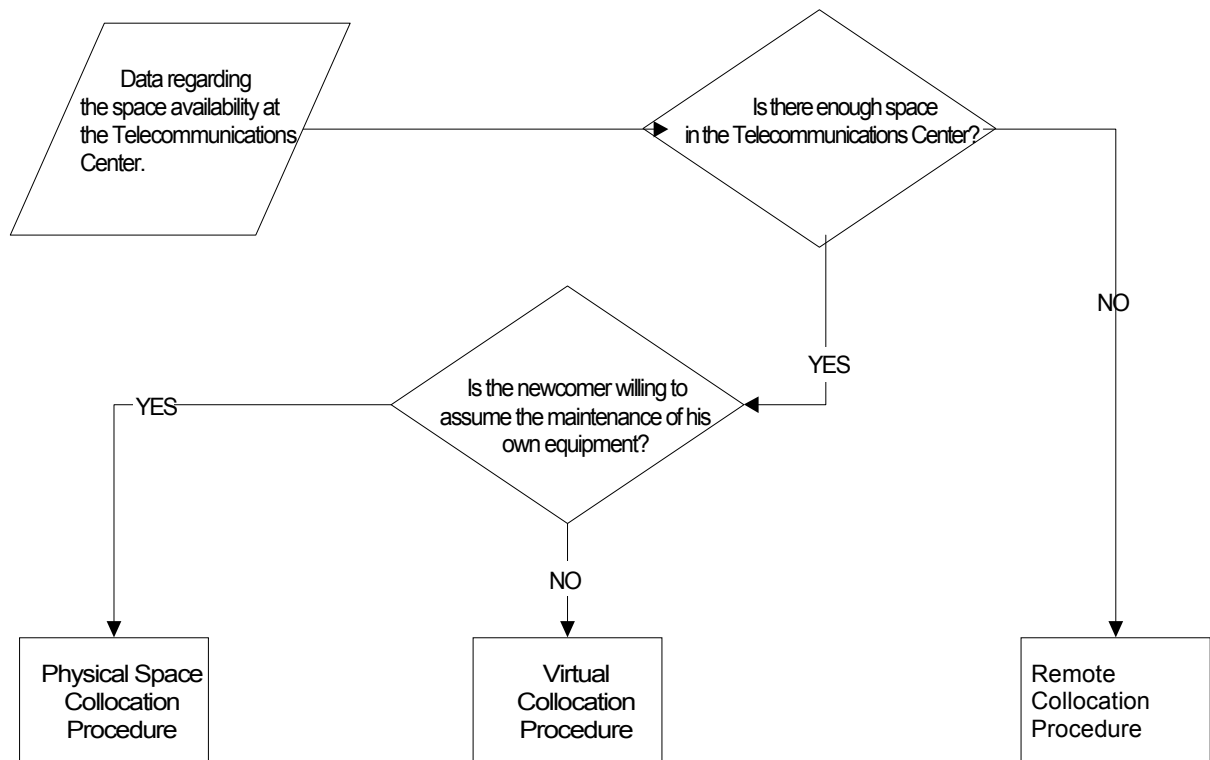 Data regarding
the space availability at
the Telecommunications
Center.
Is there enough space
in the Telecommunications Center?
NO
YES
Is the newcomer willing to
assume the maintenance of his
own equipment?
YES
NO
Physical Space
Collocation
Procedure
Virtual
Collocation
Procedure
Remote
Collocation
Procedure